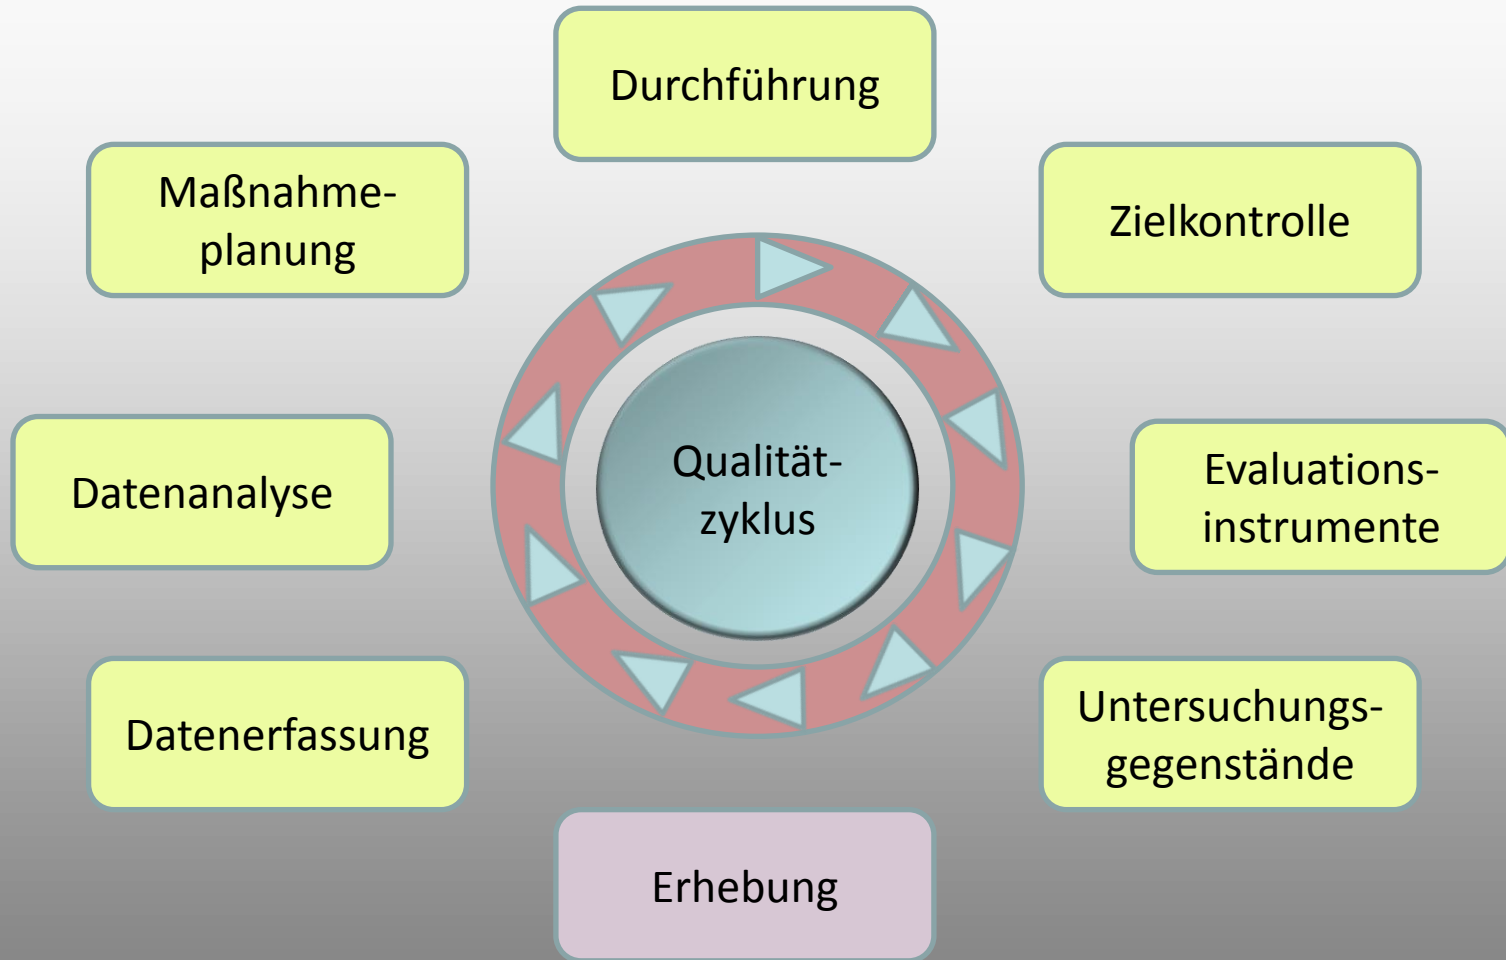 Durchführung
Maßnahme-
planung
Zielkontrolle
Datenanalyse
Qualität-
zyklus
Evaluations-
instrumente
Datenerfassung
Untersuchungs-
gegenstände
Erhebung